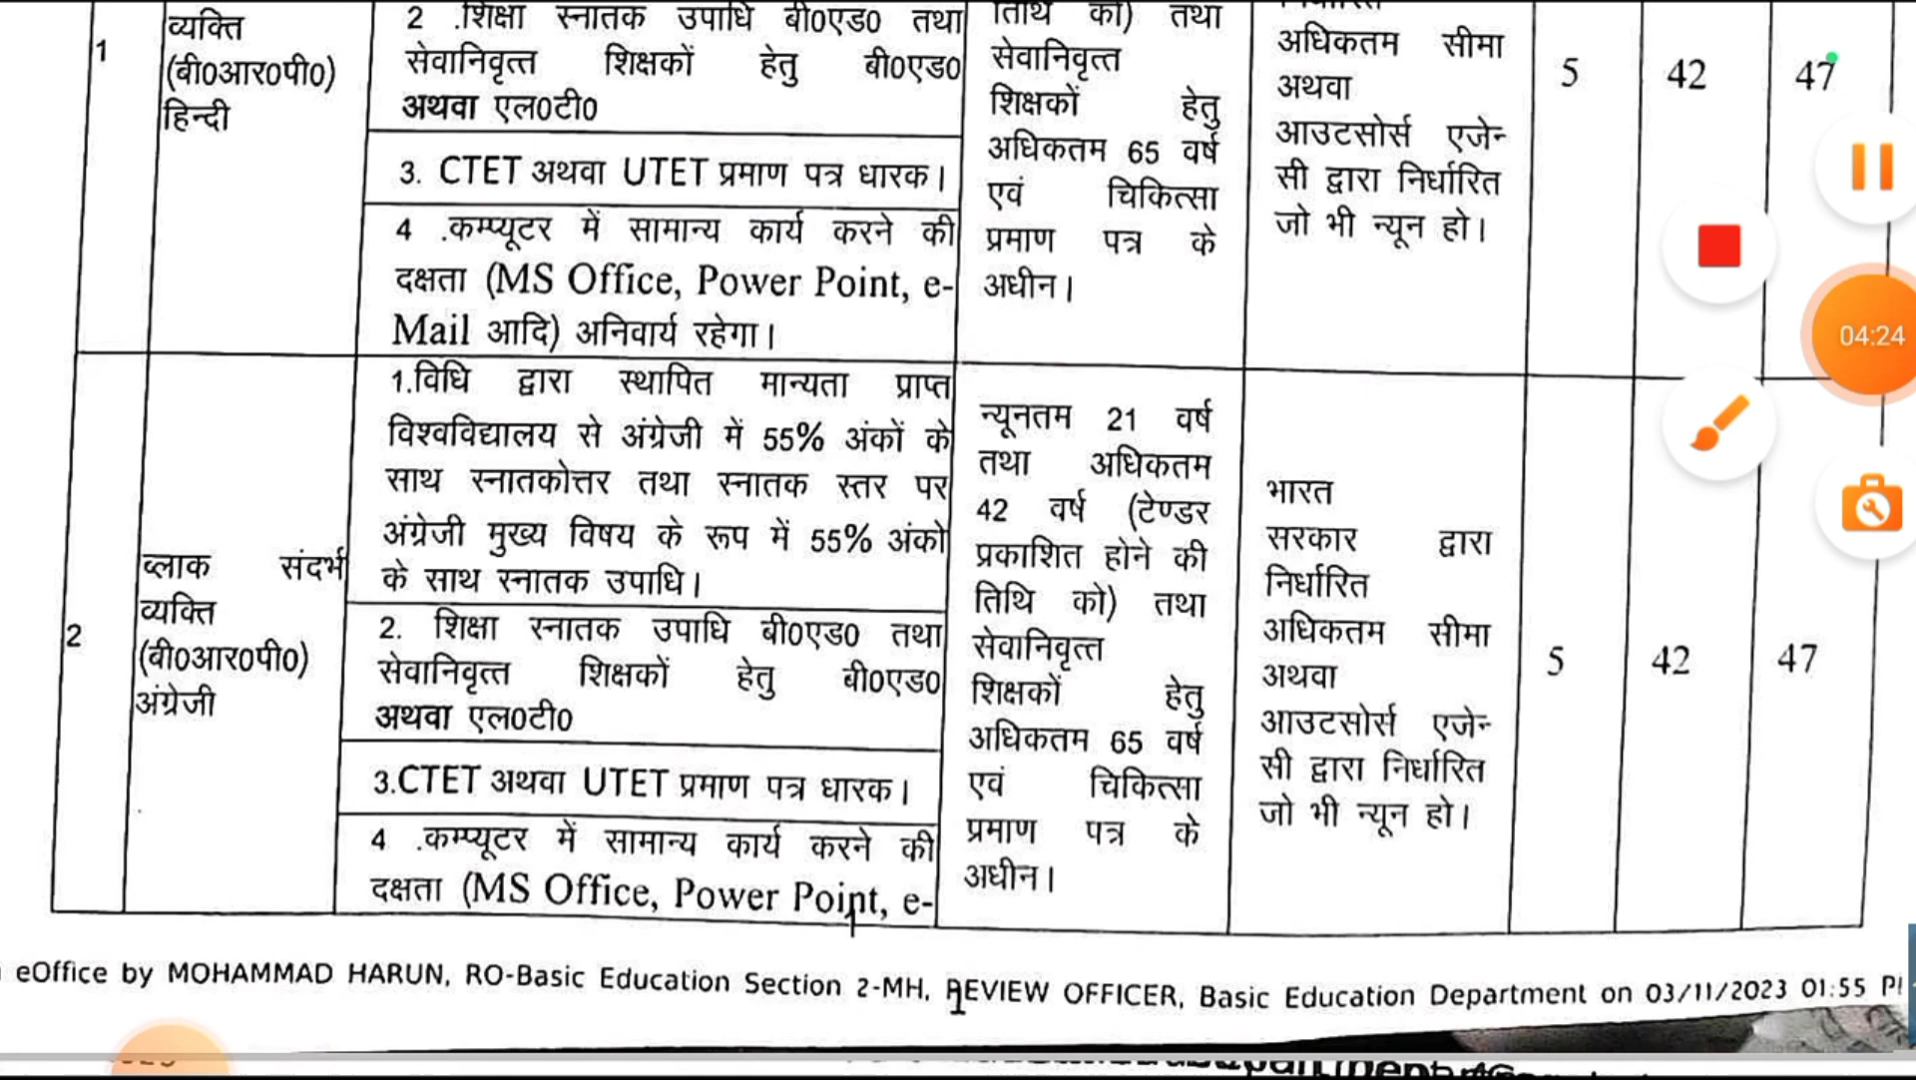 1
व्यक्ति
(बी0आर0पी0)
हिन्दी
2 .शिक्षा स्नातक उपाधि बी0एड0 तथा
सेवानिवृत्त शिक्षकों हेतु बी0एड0
अथवा एल0टी0
3. CTET अथवा UTET प्रमाण पत्र धारक।
4 .कम्प्यूटर में सामान्य कार्य करने की
दक्षता (MS Office, Power Point, e-
Mail आदि) अनिवार्य रहेगा।
तिथि को) तथा
सेवानिवृत्त
शिक्षकों हेतु
अधिकतम 65 वर्ष
एवं चिकित्सा
प्रमाण पत्र के
अधीन।
अधिकतम सीमा
अथवा
आउटसोर्स एजेन्
सी द्वारा निर्धारित
जो भी न्यून हो।
5
42
47
04:24
2
ब्लाक संदर्भ
व्यक्ति
(बी0आर0पी0)
अंग्रेजी
1.विधि द्वारा स्थापित मान्यता प्राप्त
विश्वविद्यालय से अंग्रेजी में 55% अंकों के
साथ स्नातकोत्तर तथा स्नातक स्तर पर
अंग्रेजी मुख्य विषय के रूप में 55% अंको
के साथ स्नातक उपाधि।
2. शिक्षा स्नातक उपाधि बी0एड0 तथा
सेवानिवृत्त शिक्षकों हेतु बी0एड0
अथवा एल0टी0
3.CTET अथवा UTET प्रमाण पत्र धारक।
4 .कम्प्यूटर में सामान्य कार्य करने की
दक्षता (MS Office, Power Point, e-
न्यूनतम 21 वर्ष
तथा अधिकतम
42 वर्ष (टेण्डर
प्रकाशित होने की
तिथि को) तथा
सेवानिवृत्त
शिक्षकों हेतु
अधिकतम 65 वर्ष
एवं चिकित्सा
प्रमाण पत्र के
अधीन।
भारत
सरकार द्वारा
निर्धारित
अधिकतम सीमा
अथवा
आउटसोर्स एजेन्
सी द्वारा निर्धारित
जो भी न्यून हो।
5
42
47
eOffice by MOHAMMAD HARUN, RO-Basic Education Section 2-MH, REVIEW OFFICER, Basic Education Department on 03/11/2023 01:55 P
1